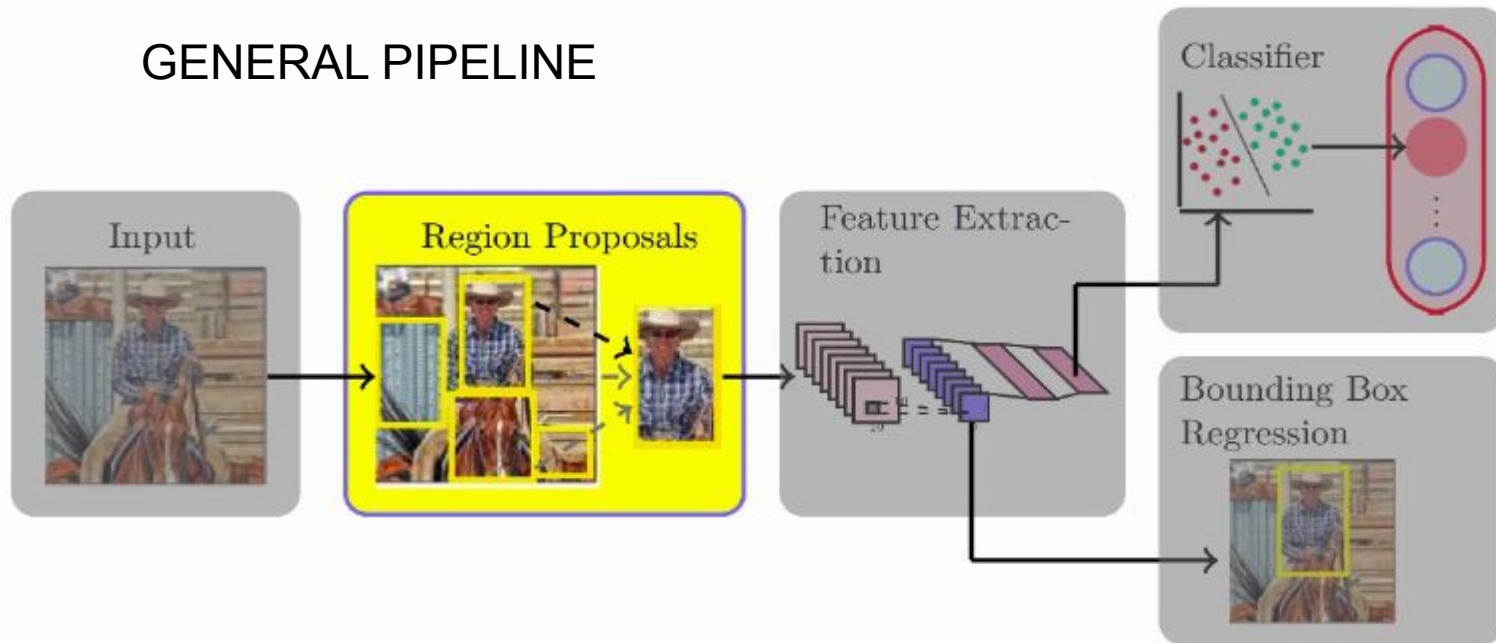 GENERAL PIPELINE
Input
Region Proposals
Feature Extrac-
tion
Classifier
Bounding Box
Regression